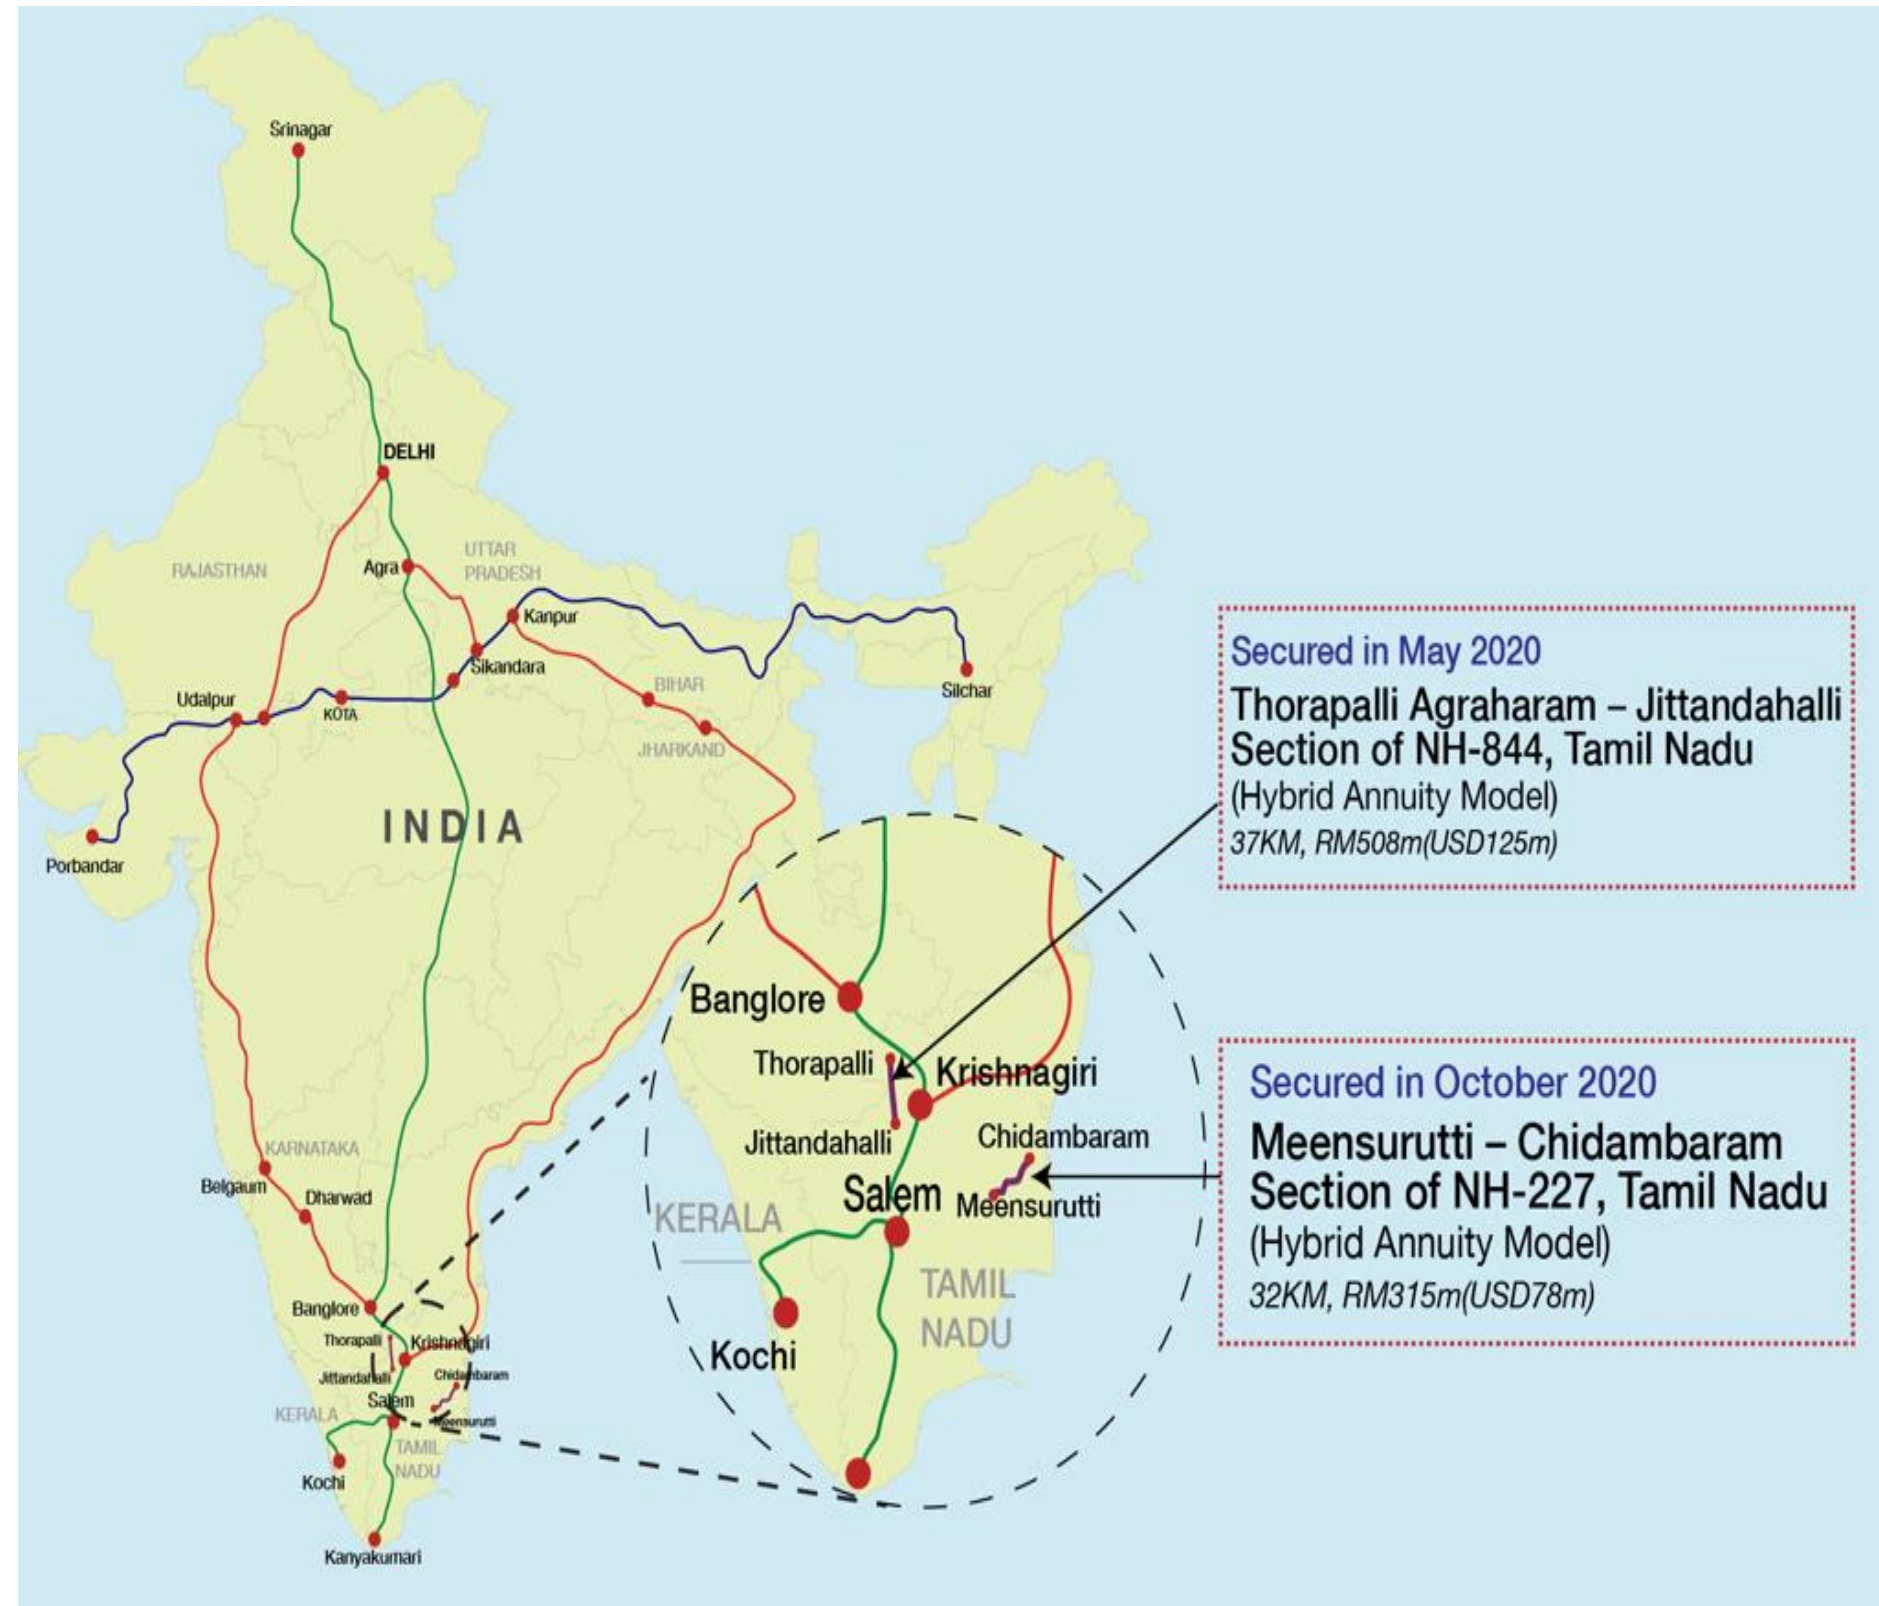 Srinagar
DELHI
UTTAR
PRADESH
RAJASTHAN
Agra
Kanpur
Sikandara
BIHAR
Silchar
Udalpur
KOTA
JHARKAND
INDIA
Porbandar
KARNATAKA
Belgaum
Dharwad
Banglore
Thorapalli
Krishnagiri
Jittandahalli
Chidambaram
Salem
KERALA
Meensurutti
TAMIL
NADU
Kochi
Kanyakumari
Banglore
Thorapalli
Krishnagiri
Jittandahalli
Chidambaram
Salem
Meensurutti
KERALA
TAMIL
NADU
Kochi
Secured in May 2020
Thorapalli Agraharam – Jittandahalli
Section of NH-844, Tamil Nadu
(Hybrid Annuity Model)
37KM, RM508m(USD125m)
Secured in October 2020
Meensurutti – Chidambaram
Section of NH-227, Tamil Nadu
(Hybrid Annuity Model)
32KM, RM315m(USD78m)